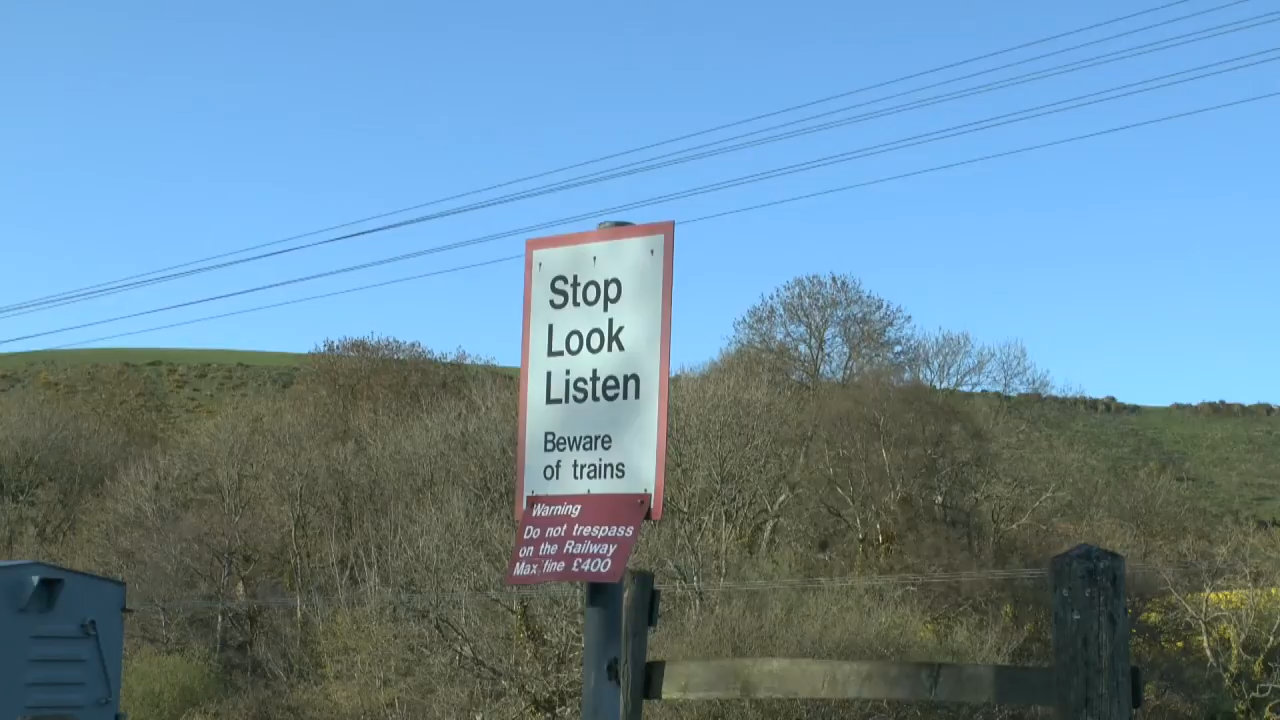 Stop
Look
Listen
Beware
of trains
Warning
Do not trespass
on the Railway
Max fine £400